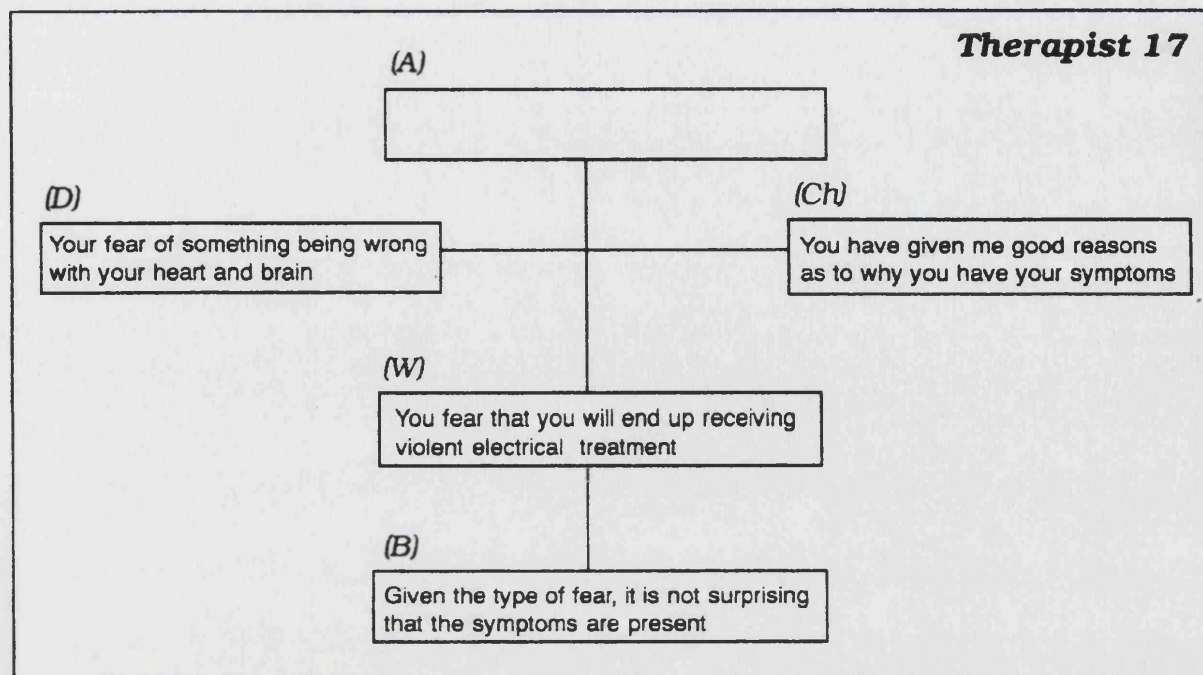 Therapist 17
(A)
(D)
Your fear of something being wrong
with your heart and brain
(Ch)
You have given me good reasons
as to why you have your symptoms
(W)
You fear that you will end up receiving
violent electrical treatment
(B)
Given the type of fear, it is not surprising
that the symptoms are present